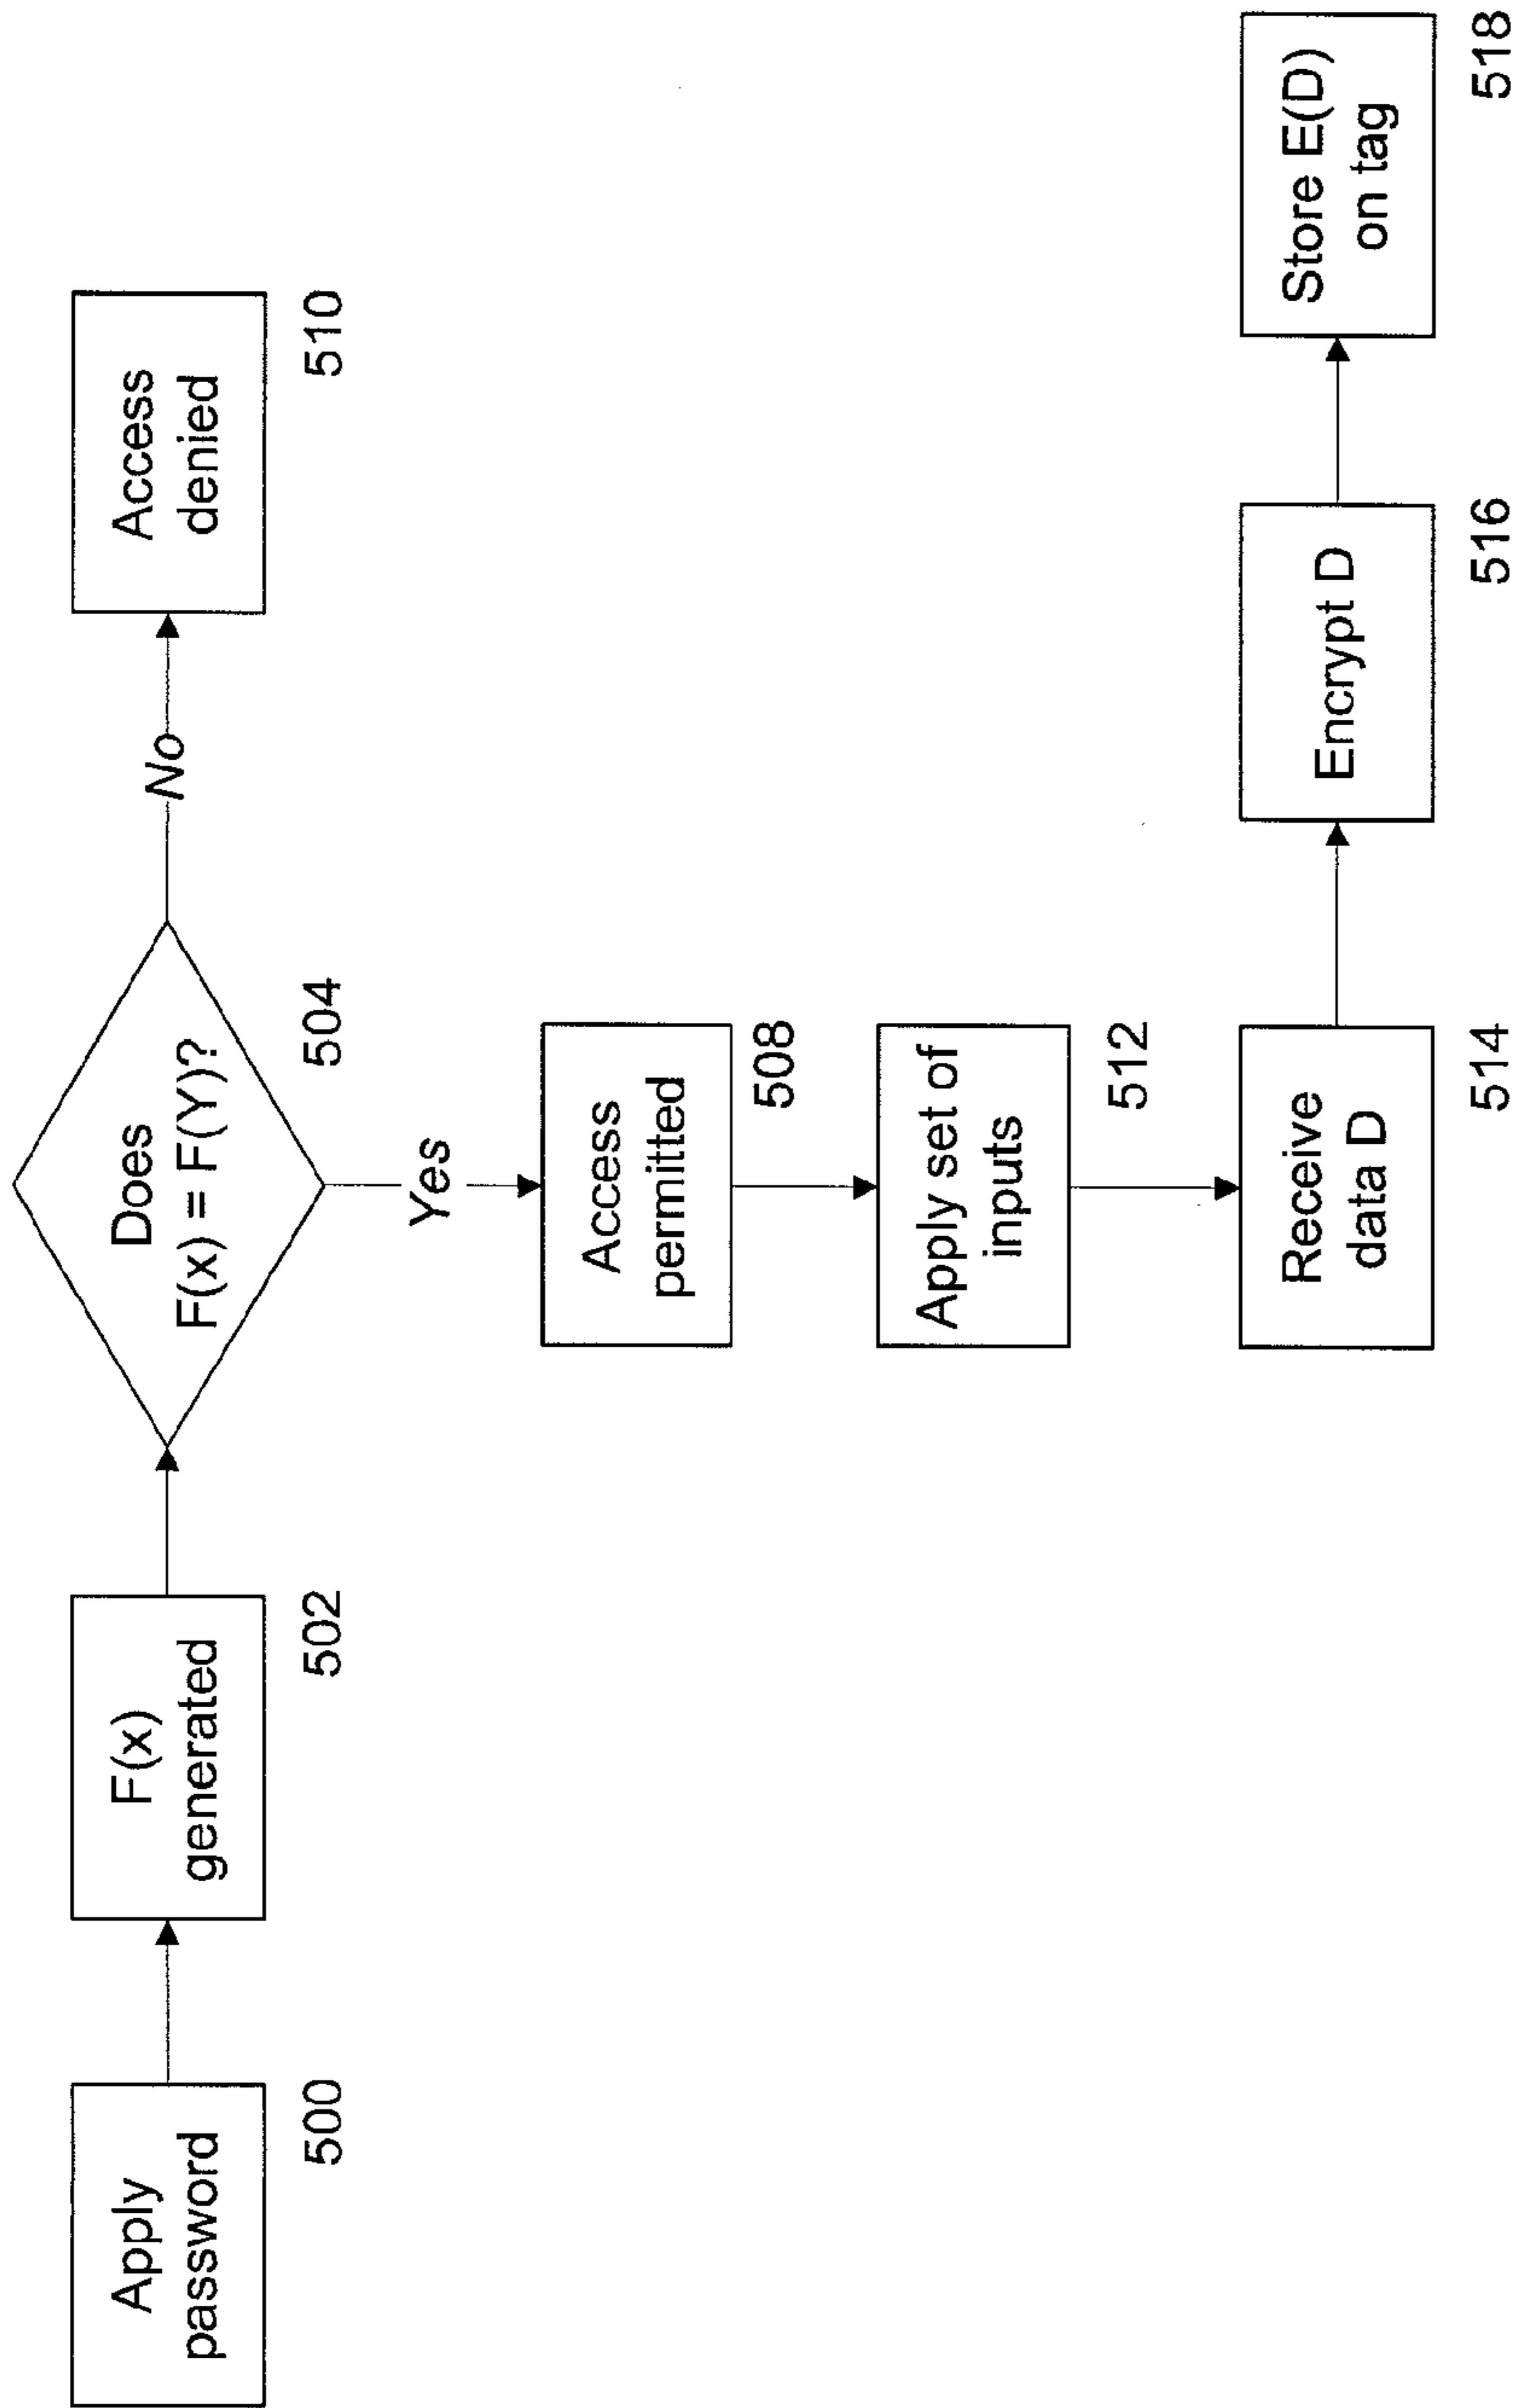 Apply
password
500
F(x)
generated
502
Does
F(x) = F(Y)?
504
No
Access
denied
510
Yes
Access
permitted
508
Apply set of
inputs
512
Receive
data D
514
Encrypt D
516
Store E(D)
on tag
518